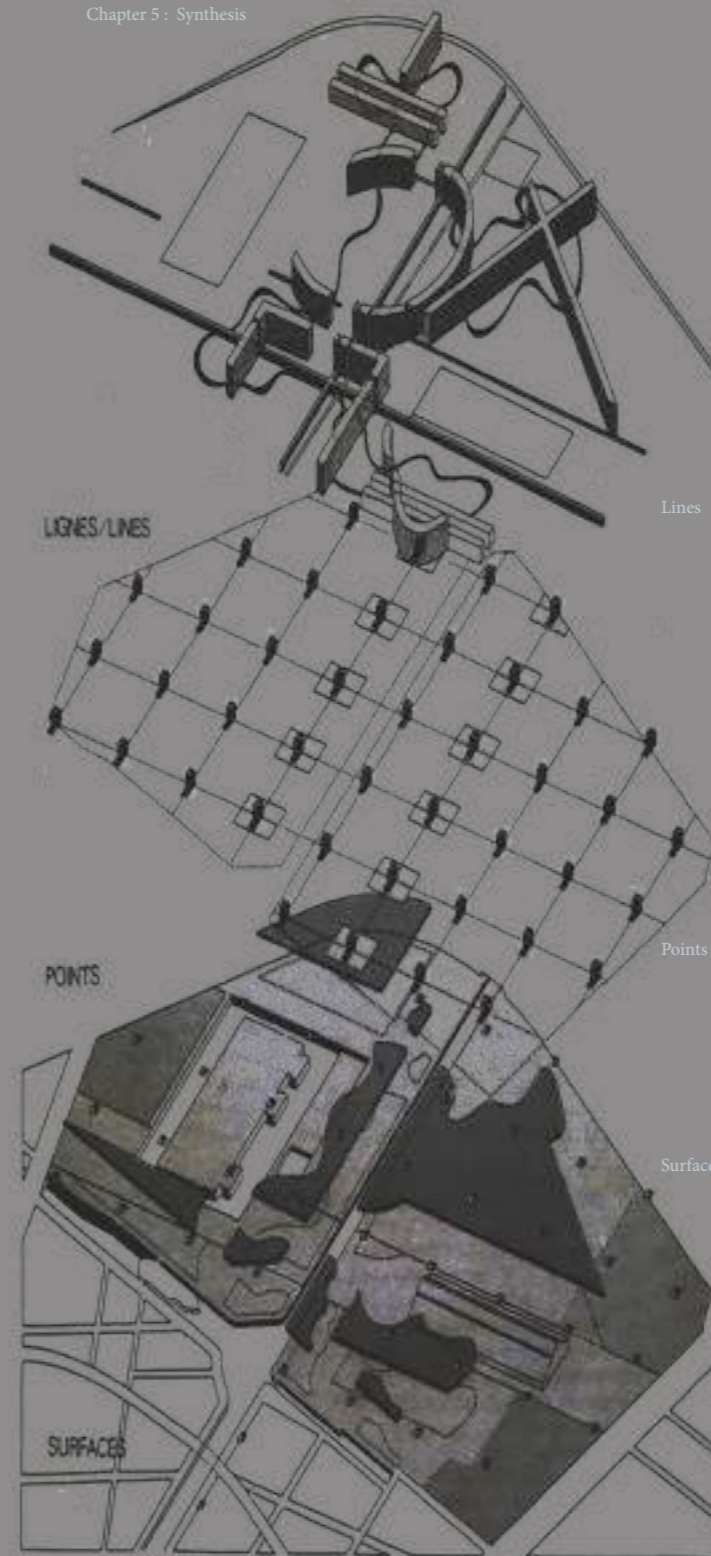 Chapter 5 : Synthesis
Lines
LIGNES/LINES
Points
POINTS
Surface
SURFACES